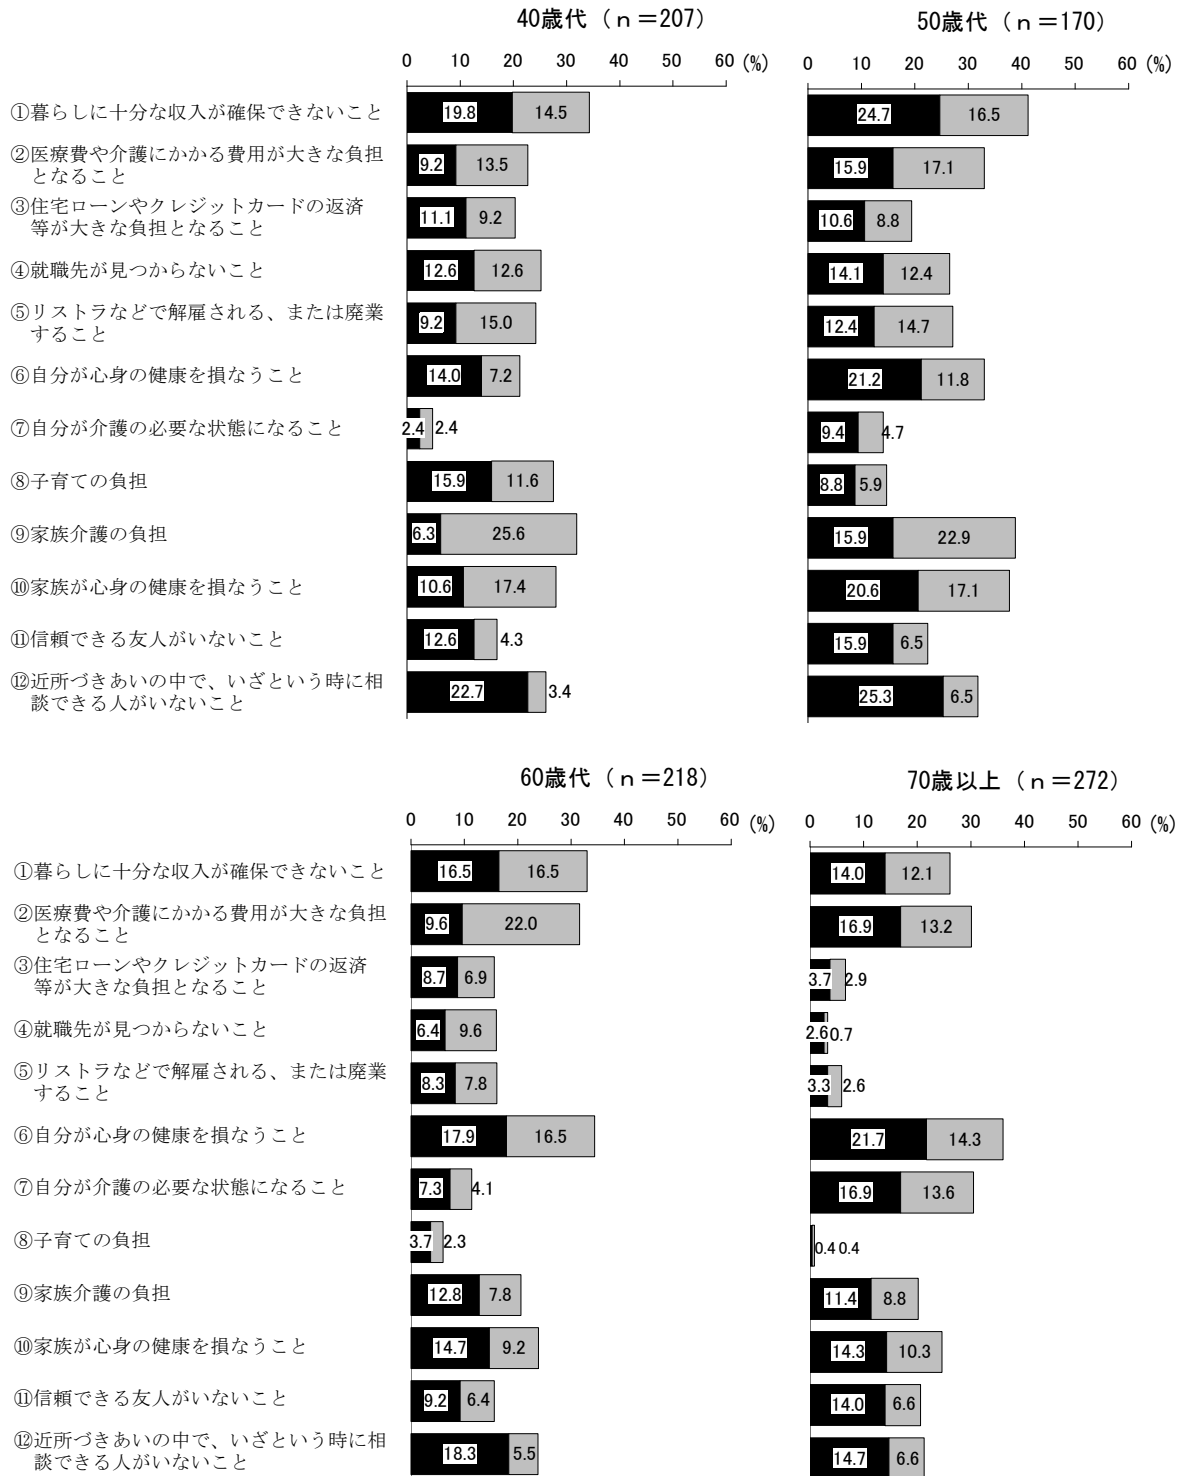 40歳代（ｎ＝207）
0 10 20 30 40 50 60 (%)
50歳代（ｎ＝170）
0 10 20 30 40 50 60 (%)
①暮らしに十分な収入が確保できないこと 19.8 14.5 24.7 16.5
②医療費や介護にかかる費用が大きな負担
となること 9.2 13.5 15.9 17.1
③住宅ローンやクレジットカードの返済
等が大きな負担となること 11.1 9.2 10.6 8.8
④就職先が見つからないこと 12.6 12.6 14.1 12.4
⑤リストラなどで解雇される、または廃業
すること 9.2 15.0 12.4 14.7
⑥自分が心身の健康を損なうこと 14.0 7.2 21.2 11.8
⑦自分が介護の必要な状態になること 2.4 2.4 9.4 4.7
⑧子育ての負担 15.9 11.6 8.8 5.9
⑨家族介護の負担 6.3 25.6 15.9 22.9
⑩家族が心身の健康を損なうこと 10.6 17.4 20.6 17.1
⑪信頼できる友人がいないこと 12.6 4.3 15.9 6.5
⑫近所づきあいの中で、いざという時に相
談できる人がいないこと 22.7 3.4 25.3 6.5
60歳代（ｎ＝218）
0 10 20 30 40 50 60 (%)
70歳以上（ｎ＝272）
0 10 20 30 40 50 60 (%)
①暮らしに十分な収入が確保できないこと 16.5 16.5 14.0 12.1
②医療費や介護にかかる費用が大きな負担
となること 9.6 22.0 16.9 13.2
③住宅ローンやクレジットカードの返済
等が大きな負担となること 8.7 6.9 3.7 2.9
④就職先が見つからないこと 6.4 9.6 2.6 0.7
⑤リストラなどで解雇される、または廃業
すること 8.3 7.8 3.3 2.6
⑥自分が心身の健康を損なうこと 17.9 16.5 21.7 14.3
⑦自分が介護の必要な状態になること 7.3 4.1 16.9 13.6
⑧子育ての負担 3.7 2.3 0.4 0.4
⑨家族介護の負担 12.8 7.8 11.4 8.8
⑩家族が心身の健康を損なうこと 14.7 9.2 14.3 10.3
⑪信頼できる友人がいないこと 9.2 6.4 14.0 6.6
⑫近所づきあいの中で、いざという時に相
談できる人がいないこと 18.3 5.5 14.7 6.6